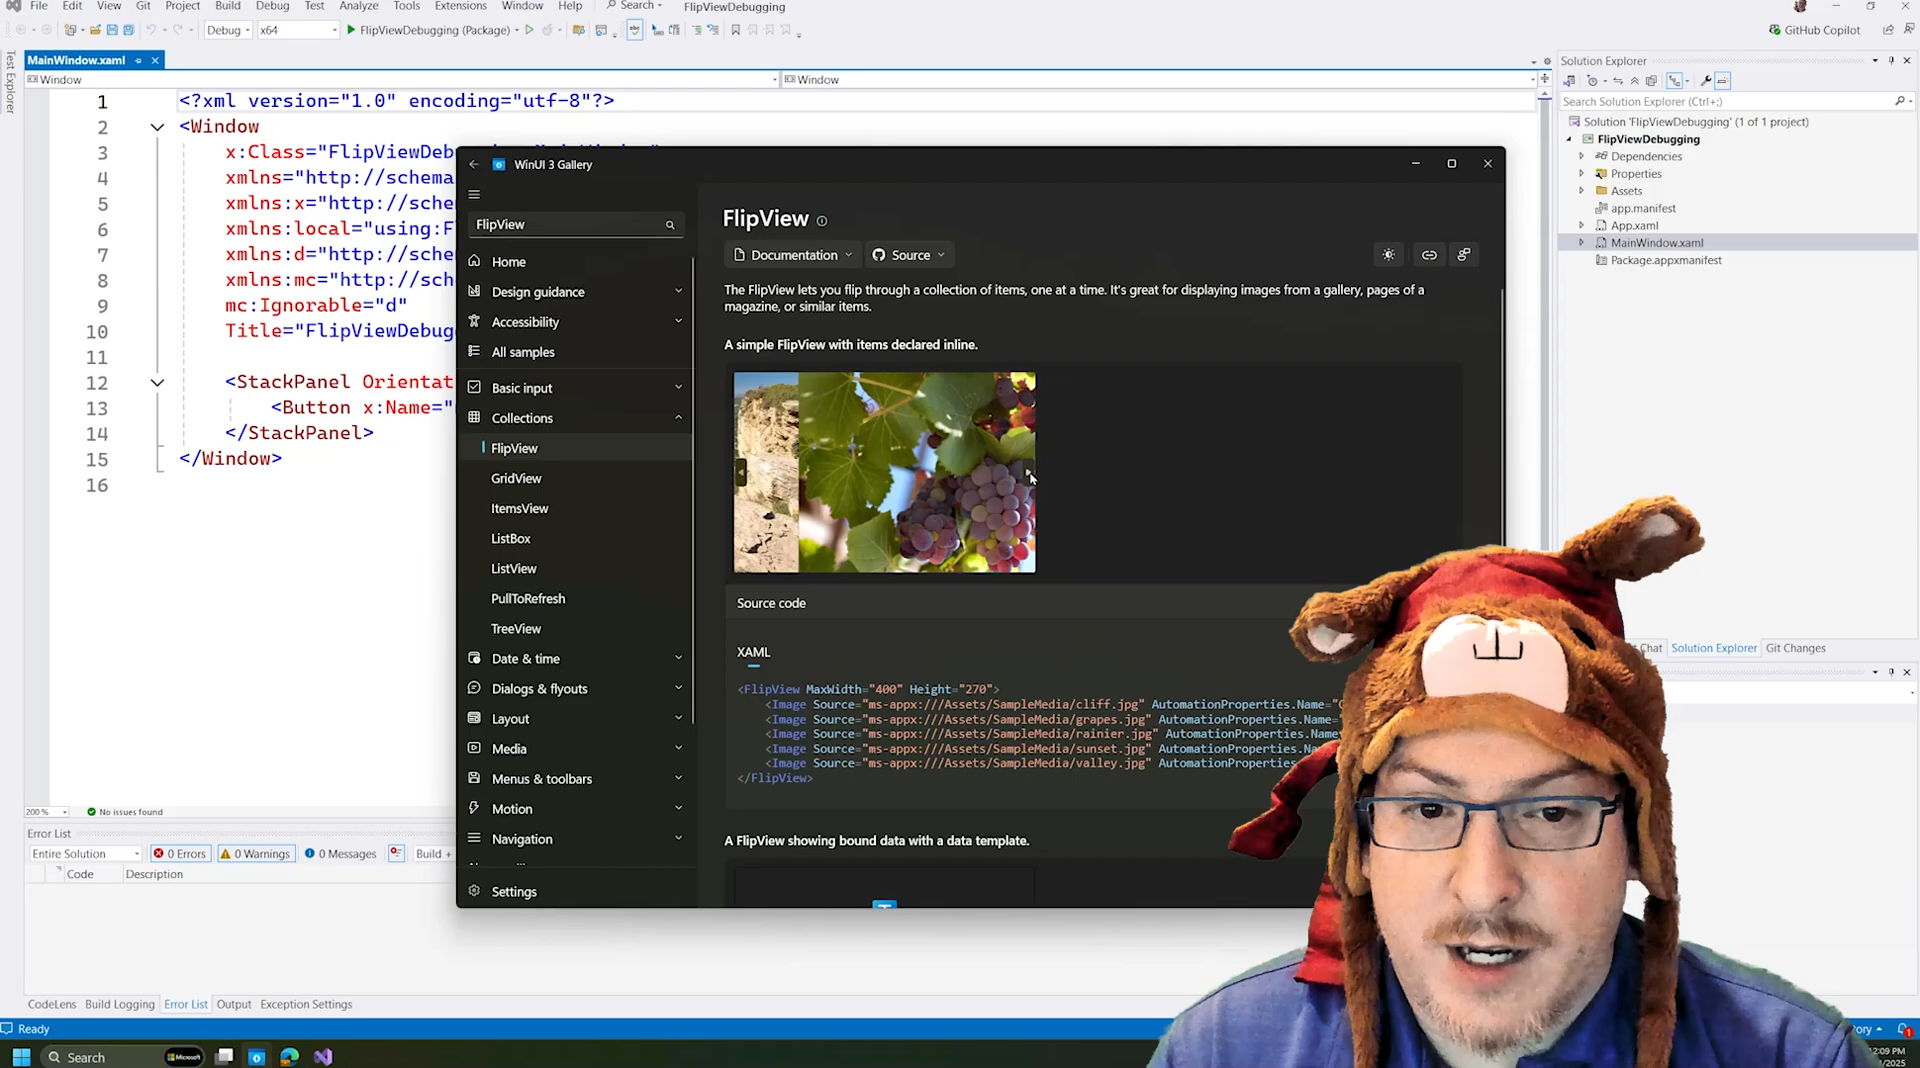 File Edit View Git Project Build Debug Test Analyze Tools Extensions Window Help Search FlipViewDebugging
Debug x64 FlipViewDebugging (Package) GitHub Copilot
Test Explorer
MainWindow.xaml
Window Window
1 <?xml version="1.0" encoding="utf-8"?>
2 <Window
3 x:Class="FlipViewDeb
4 xmlns="http://schema
5 xmlns:x="http://sche
6 xmlns:local="using:F
7 xmlns:d="http://sche
8 xmlns:mc="http://sch
9 mc:Ignorable="d"
10 Title="FlipViewDebug
11
12 <StackPanel Orientat
13 <Button x:Name="
14 </StackPanel>
15 </Window>
16
200 % No issues found
Error List
Entire Solution 0 Errors 0 Warnings 0 Messages Build +
Code Description
CodeLens Build Logging Error List Output Exception Settings
Ready
Search Microsoft
WinUI 3 Gallery
FlipView
Home
Design guidance
Accessibility
All samples
Basic input
Collections
FlipView
GridView
ItemsView
ListBox
ListView
PullToRefresh
TreeView
Date & time
Dialogs & flyouts
Layout
Media
Menus & toolbars
Motion
Navigation
Settings
FlipView
Documentation Source
The FlipView lets you flip through a collection of items, one at a time. It's great for displaying images from a gallery, pages of a
magazine, or similar items.
A simple FlipView with items declared inline.
Source code
XAML
<FlipView MaxWidth="400" Height="270">
<Image Source="ms-appx:///Assets/SampleMedia/cliff.jpg" AutomationProperties.Name="
<Image Source="ms-appx:///Assets/SampleMedia/grapes.jpg" AutomationProperties.Name="
<Image Source="ms-appx:///Assets/SampleMedia/rainier.jpg" AutomationProperties.Name
<Image Source="ms-appx:///Assets/SampleMedia/sunset.jpg" AutomationProperties.Na
<Image Source="ms-appx:///Assets/SampleMedia/valley.jpg" AutomationProperties.
</FlipView>
A FlipView showing bound data with a data template.
Solution Explorer
Search Solution Explorer (Ctrl+;)
Solution 'FlipViewDebugging' (1 of 1 project)
FlipViewDebugging
Dependencies
Properties
Assets
app.manifest
App.xaml
MainWindow.xaml
Package.appxmanifest
Chat Solution Explorer Git Changes
ory 1
12:09 PM
/2025